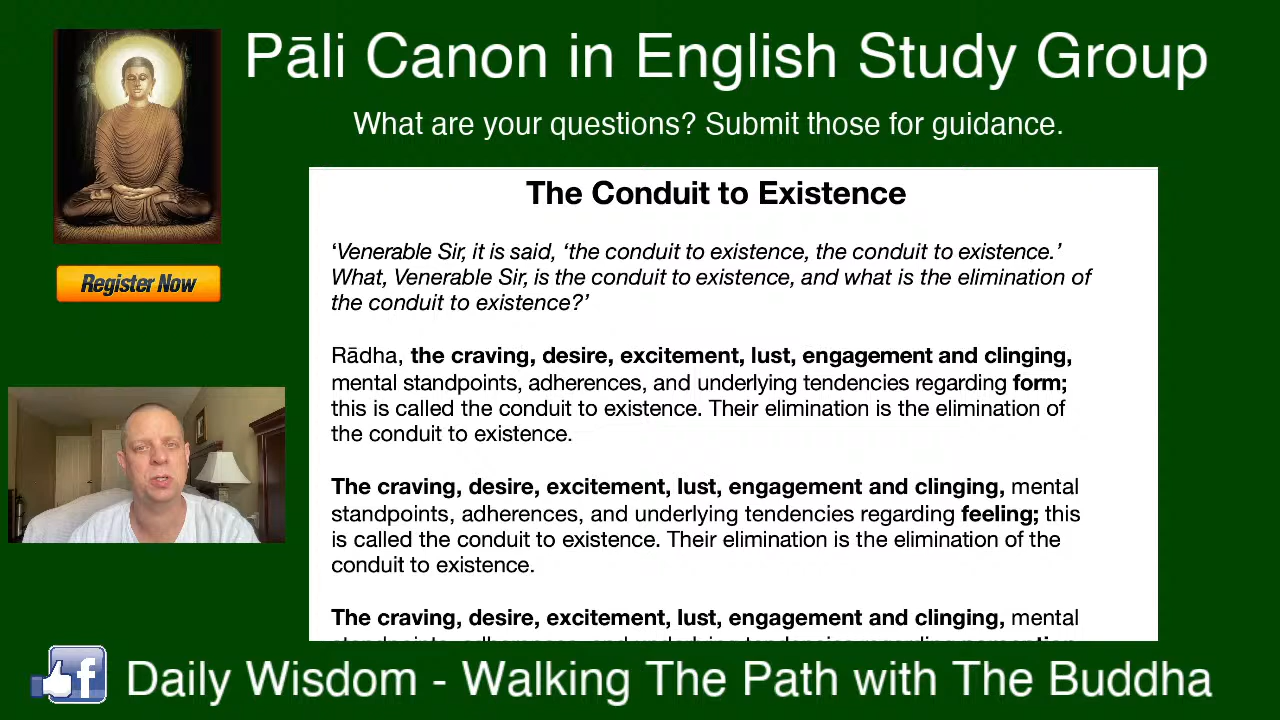 Pāli Canon in English Study Group
What are your questions? Submit those for guidance.
Register Now
The Conduit to Existence
‘Venerable Sir, it is said, ‘the conduit to existence, the conduit to existence.’
What, Venerable Sir, is the conduit to existence, and what is the elimination of
the conduit to existence?’
Rādha, the craving, desire, excitement, lust, engagement and clinging,
mental standpoints, adherences, and underlying tendencies regarding form;
this is called the conduit to existence. Their elimination is the elimination of
the conduit to existence.
The craving, desire, excitement, lust, engagement and clinging, mental
standpoints, adherences, and underlying tendencies regarding feeling; this
is called the conduit to existence. Their elimination is the elimination of the
conduit to existence.
The craving, desire, excitement, lust, engagement and clinging, mental
standpoints, adherences, and underlying tendencies regarding perception
f
Daily Wisdom - Walking The Path with The Buddha